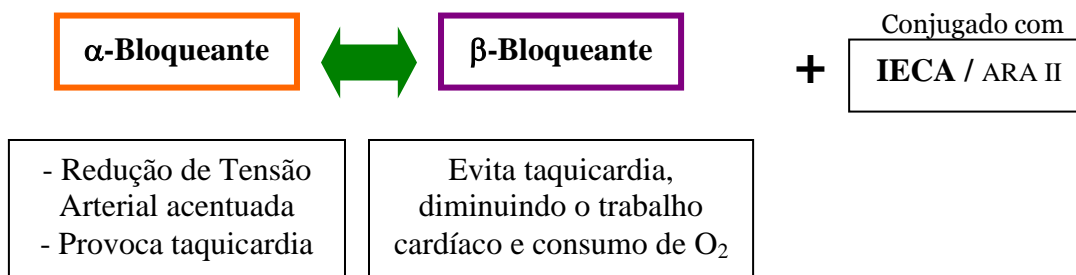 α-Bloqueante
β-Bloqueante
+
Conjugado com
IECA / ARA II
- Redução de Tensão
Arterial acentuada
- Provoca taquicardia
Evita taquicardia,
diminuindo o trabalho
cardíaco e consumo de O₂